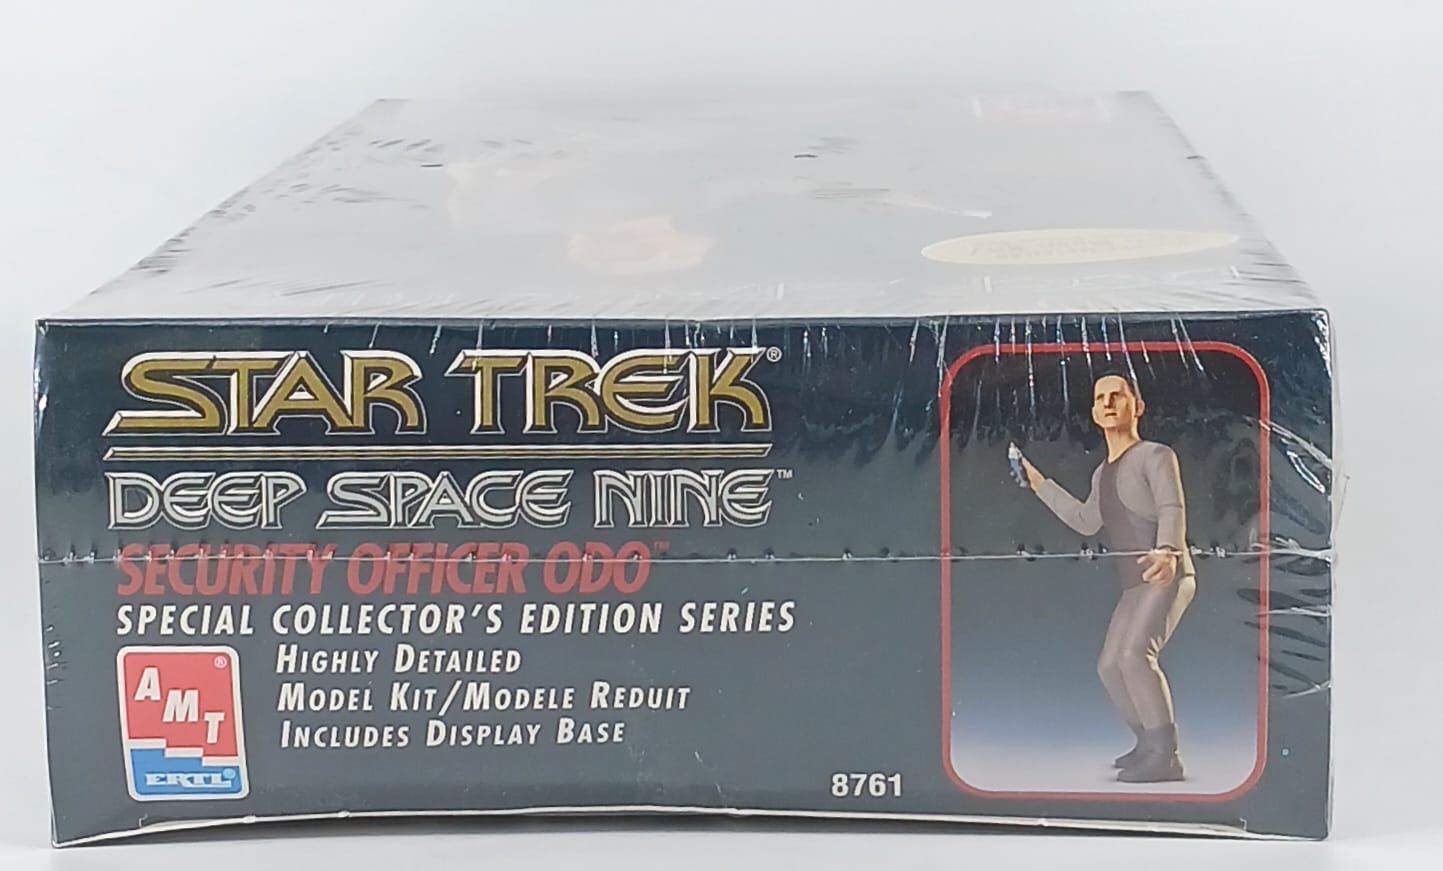 STAR TREK®
DEEP SPACE NINE™
SECURITY OFFICER ODO™
SPECIAL COLLECTOR'S EDITION SERIES
HIGHLY DETAILED
MODEL KIT/MODELE REDUIT
INCLUDES DISPLAY BASE
AMT®
ERTL®
8761